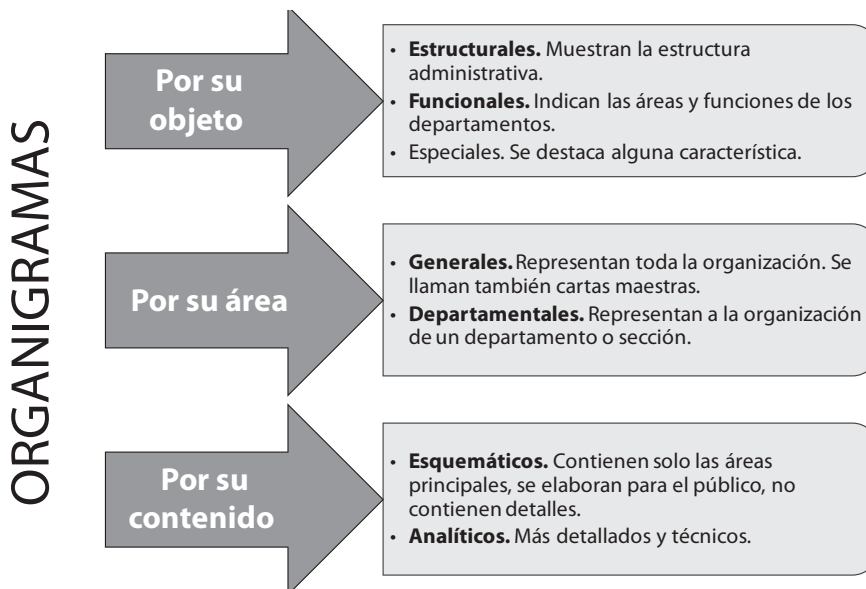 ORGANIGRAMAS
Por su
objeto
• Estructurales. Muestran la estructura
administrativa.
• Funcionales. Indican las áreas y funciones de los
departamentos.
• Especiales. Se destaca alguna característica.
Por su área
• Generales. Representan toda la organización. Se
llaman también cartas maestras.
• Departamentales. Representan a la organización
de un departamento o sección.
Por su
contenido
• Esquemáticos. Contienen solo las áreas
principales, se elaboran para el público, no
contienen detalles.
• Analíticos. Más detallados y técnicos.